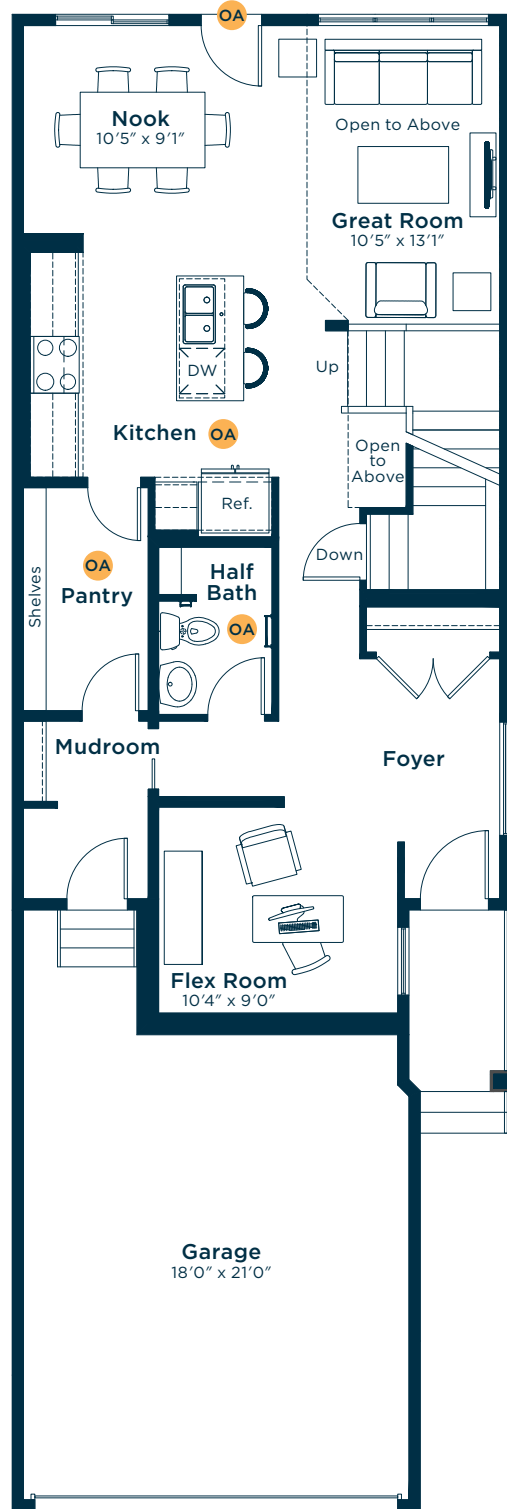 OA
Nook
10′5″ x 9′1″
Open to Above
Great Room
10′5″ x 13′1″
DW
Up
Kitchen
OA
Open
to
Above
Ref.
Down
OA
Pantry
Shelves
Half
Bath
OA
Mudroom
Foyer
Flex Room
10′4″ x 9′0″
Garage
18′0″ x 21′0″